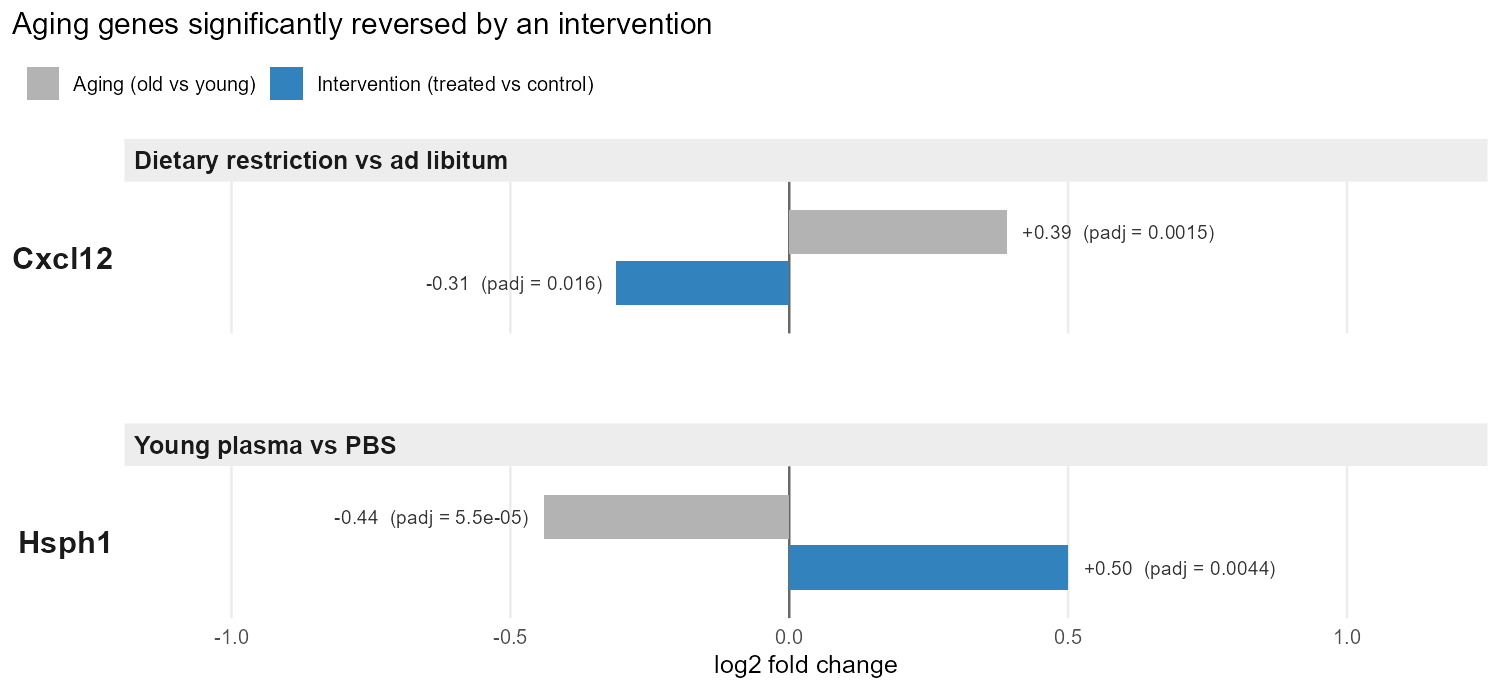 Aging genes significantly reversed by an intervention
Aging (old vs young) Intervention (treated vs control)
Dietary restriction vs ad libitum
Cxcl12
+0.39 (padj = 0.0015)
-0.31 (padj = 0.016)
Young plasma vs PBS
Hsph1
-0.44 (padj = 5.5e-05)
+0.50 (padj = 0.0044)
-1.0 -0.5 0.0 0.5 1.0
log2 fold change